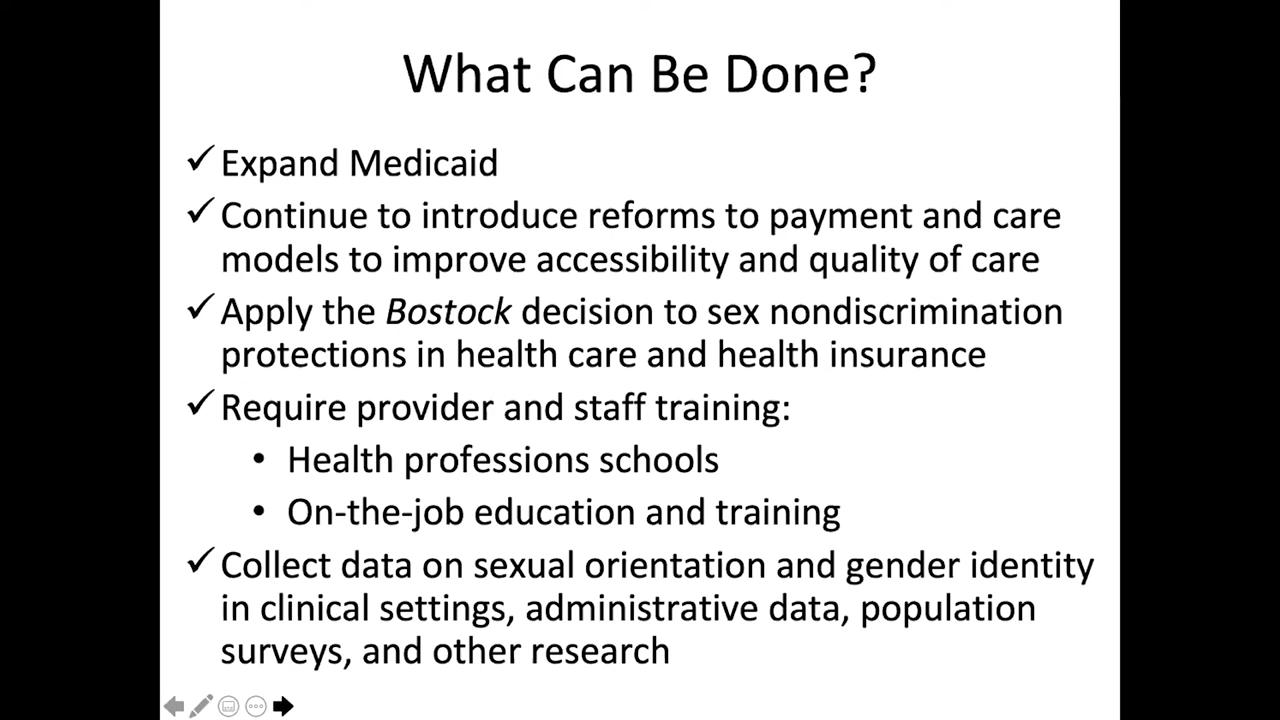 What Can Be Done?
✓ Expand Medicaid
✓ Continue to introduce reforms to payment and care
models to improve accessibility and quality of care
✓ Apply the Bostock decision to sex nondiscrimination
protections in health care and health insurance
✓ Require provider and staff training:
• Health professions schools
• On-the-job education and training
✓ Collect data on sexual orientation and gender identity
in clinical settings, administrative data, population
surveys, and other research